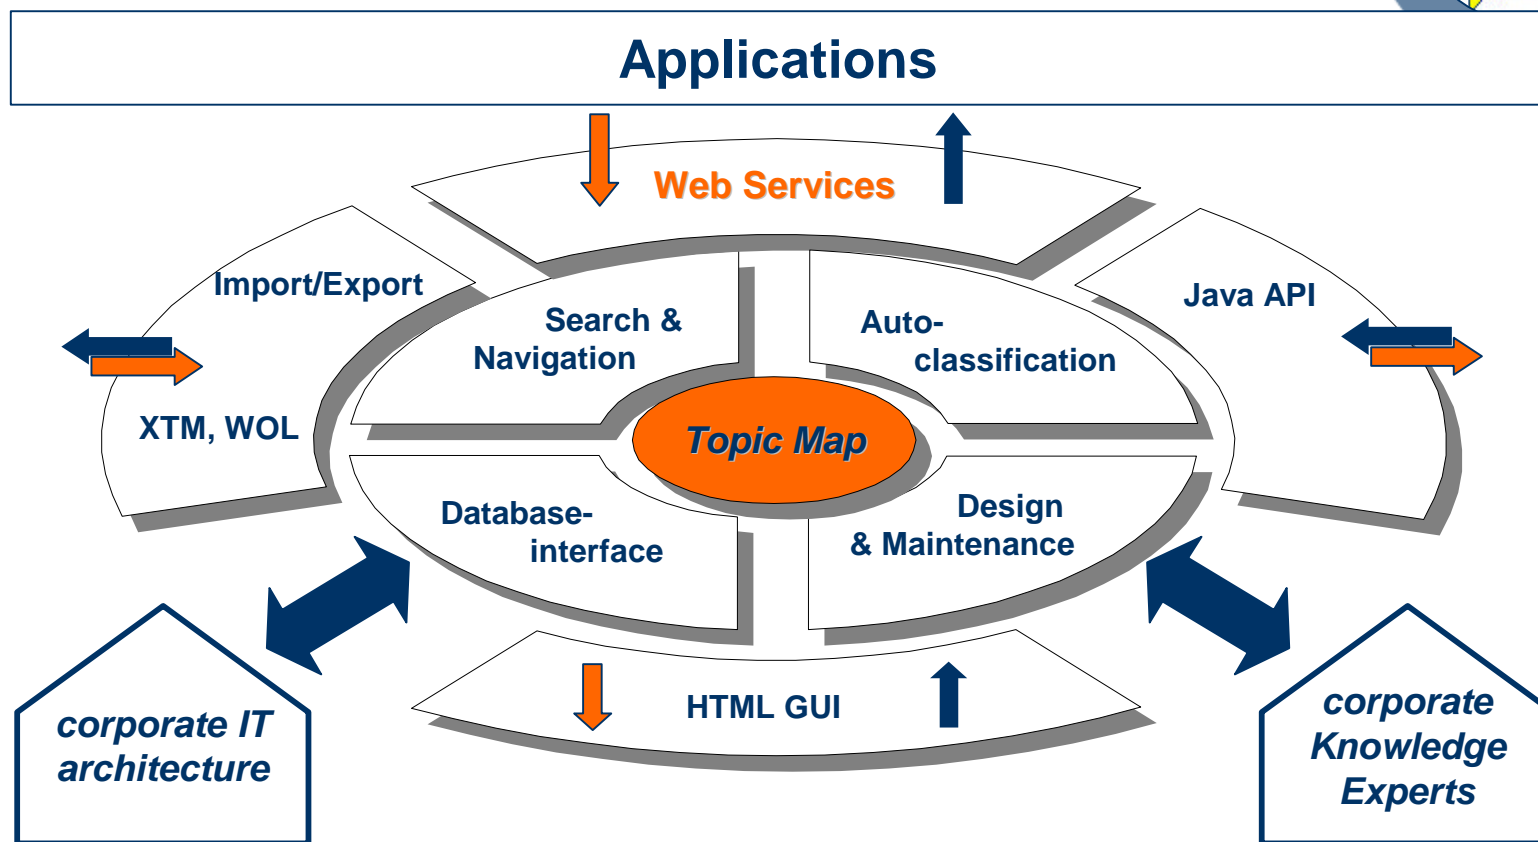 Applications
Web Services
Import/Export
Java API
Search &
Navigation
Auto-
classification
XTM, WOL
Topic Map
Database-
interface
Design
& Maintenance
HTML GUI
corporate IT
architecture
corporate
Knowledge
Experts